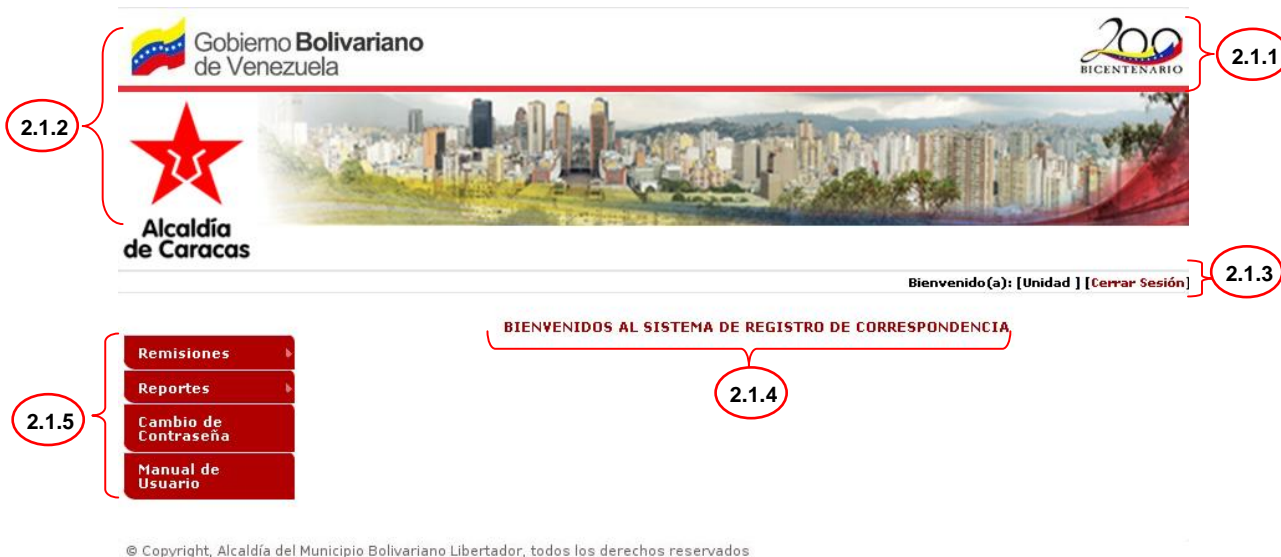 Gobierno Bolivariano
de Venezuela
200
BICENTENARIO
2.1.1
2.1.2
Alcaldía
de Caracas
Bienvenido(a): [Unidad ] [Cerrar Sesión]
2.1.3
BIENVENIDOS AL SISTEMA DE REGISTRO DE CORRESPONDENCIA
2.1.4
Remisiones
Reportes
Cambio de
Contraseña
Manual de
Usuario
2.1.5
© Copyright, Alcaldía del Municipio Bolivariano Libertador, todos los derechos reservados